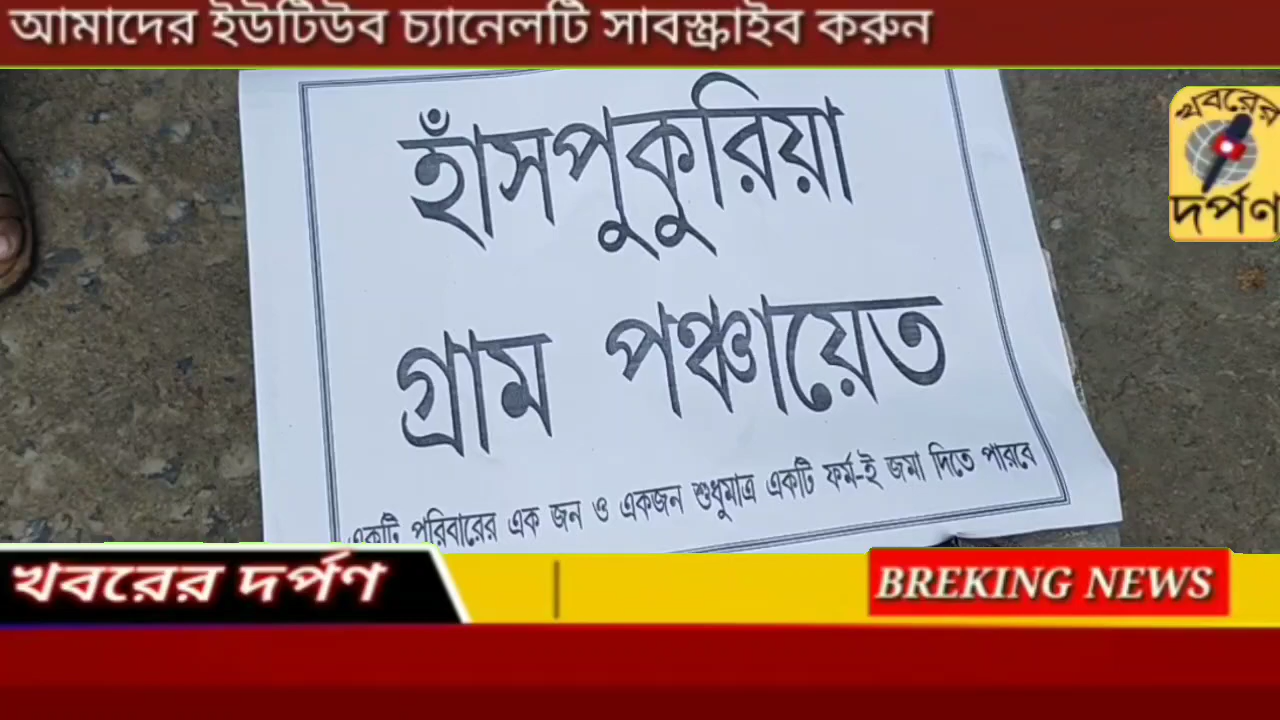 আমাদের ইউটিউব চ্যানেলটি সাবস্ক্রাইব করুন
খবরের
দর্পণ
হাঁসপুকুরিয়া
গ্রাম পঞ্চায়েত
একটি পরিবারের এক জন ও একজন শুধুমাত্র একটি ফর্ম-ই জমা দিতে পারবে
খবরের দর্পণ
BREKING NEWS